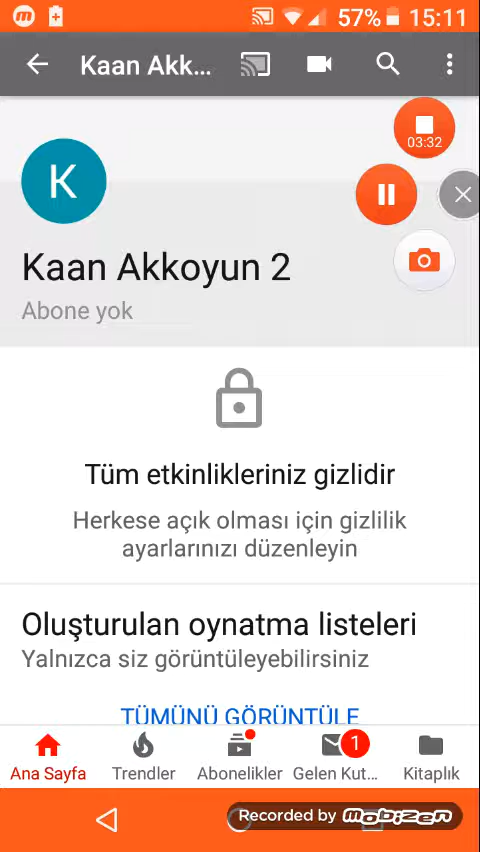 57% 15:11
Kaan Akk...
03:32
K
Kaan Akkoyun 2
Abone yok
Tüm etkinlikleriniz gizlidir
Herkese açık olması için gizlilik
ayarlarınızı düzenleyin
Oluşturulan oynatma listeleri
Yalnızca siz görüntüleyebilirsiniz
TÜMÜNÜ GÖRÜNTÜLE
1
Ana Sayfa Trendler Abonelikler Gelen Kut... Kitaplık
Recorded by mobizen